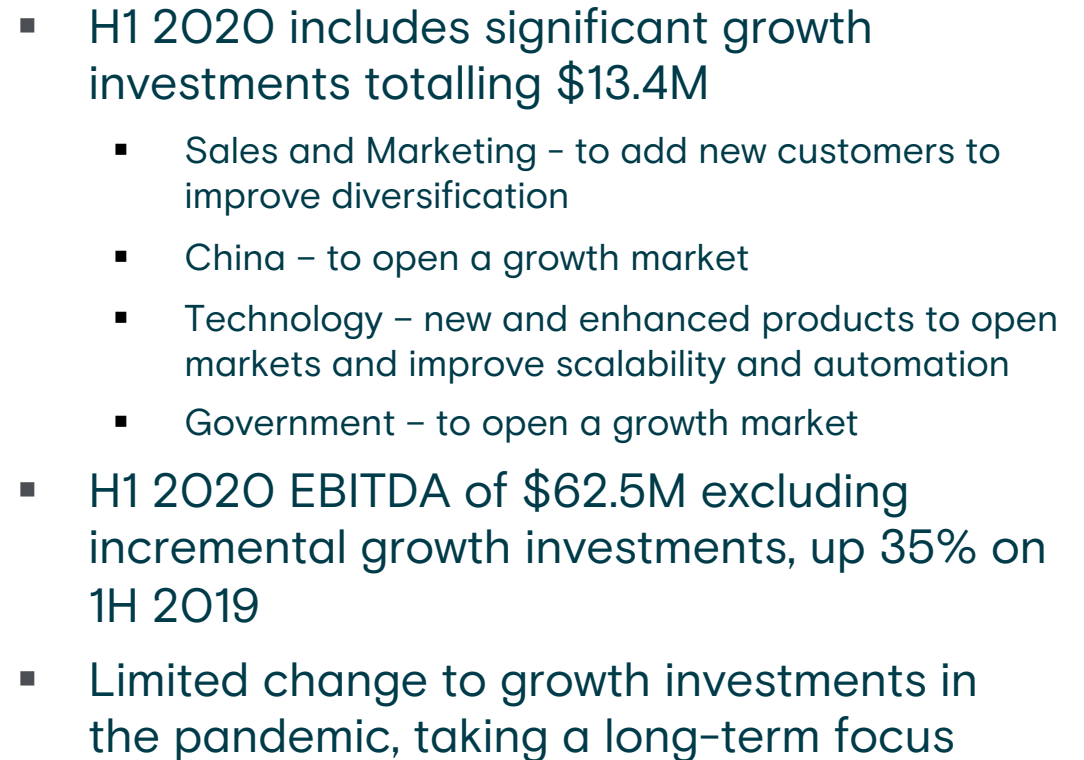 ▪ H1 2020 includes significant growth
investments totalling $13.4M
▪ Sales and Marketing – to add new customers to
improve diversification
▪ China – to open a growth market
▪ Technology – new and enhanced products to open
markets and improve scalability and automation
▪ Government – to open a growth market
▪ H1 2020 EBITDA of $62.5M excluding
incremental growth investments, up 35% on
1H 2019
▪ Limited change to growth investments in
the pandemic, taking a long-term focus